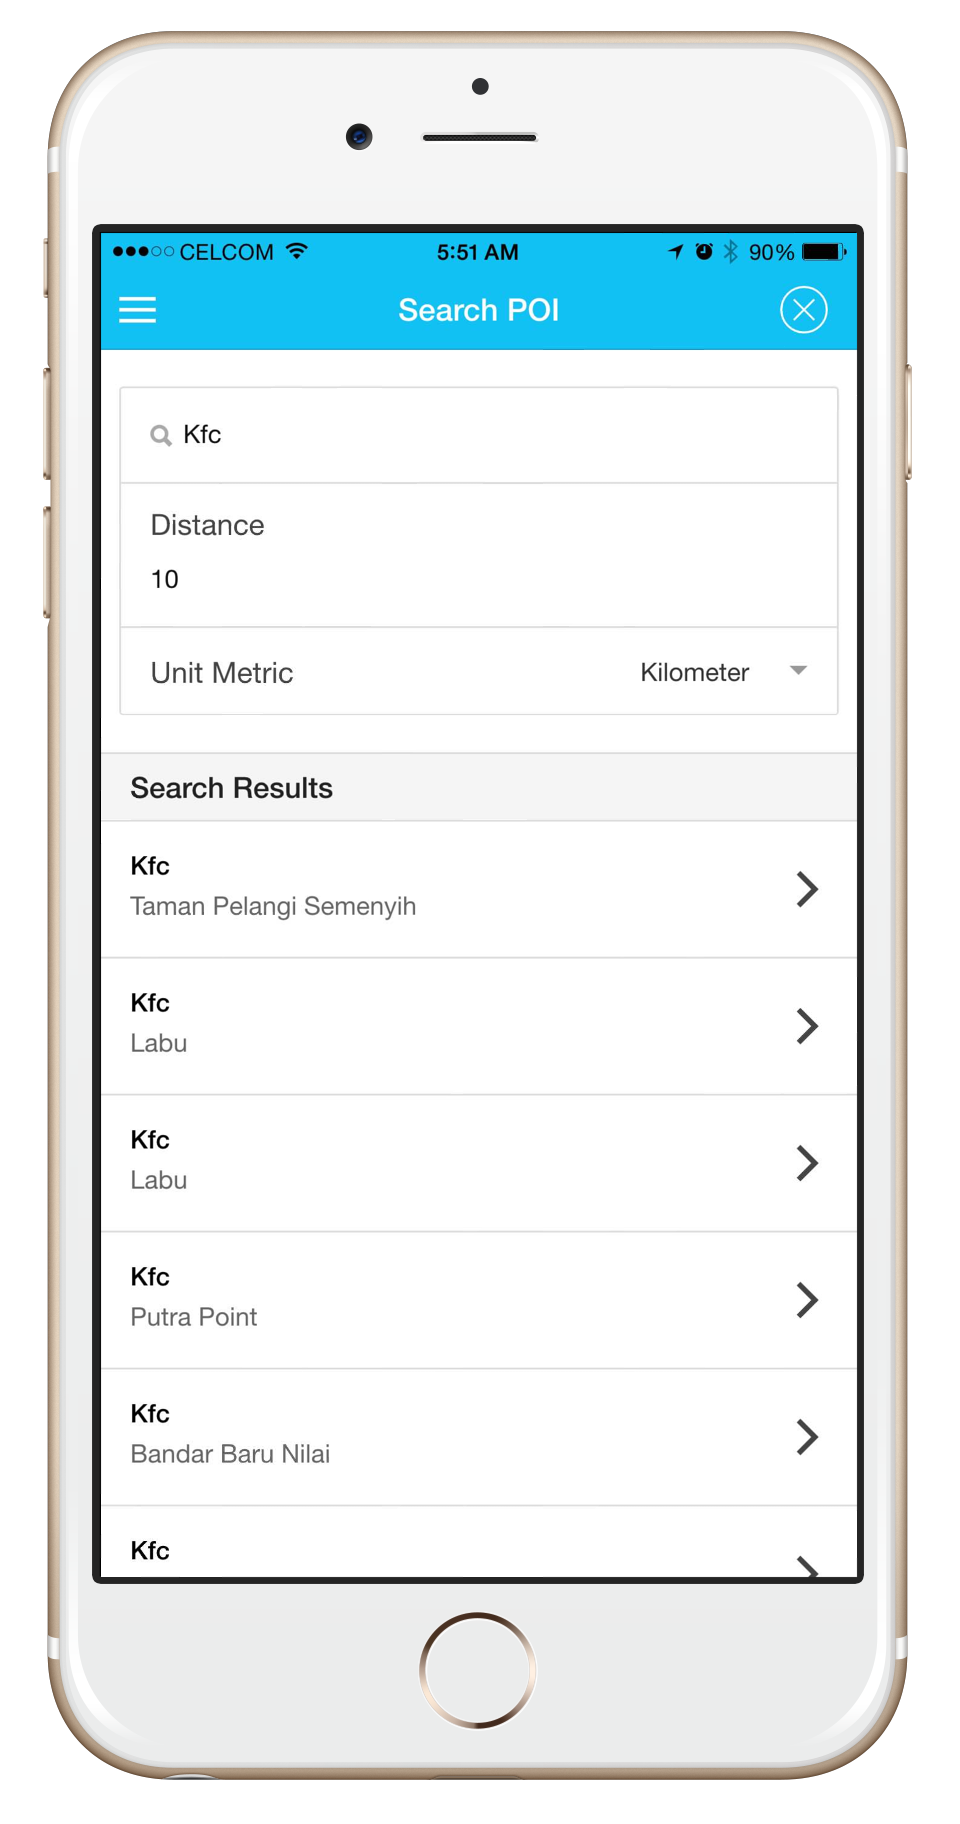 CELCOM 5:51 AM 90%
Search POI
Kfc
Distance
10
Unit Metric Kilometer
Search Results
Kfc
Taman Pelangi Semenyih
Kfc
Labu
Kfc
Labu
Kfc
Putra Point
Kfc
Bandar Baru Nilai
Kfc